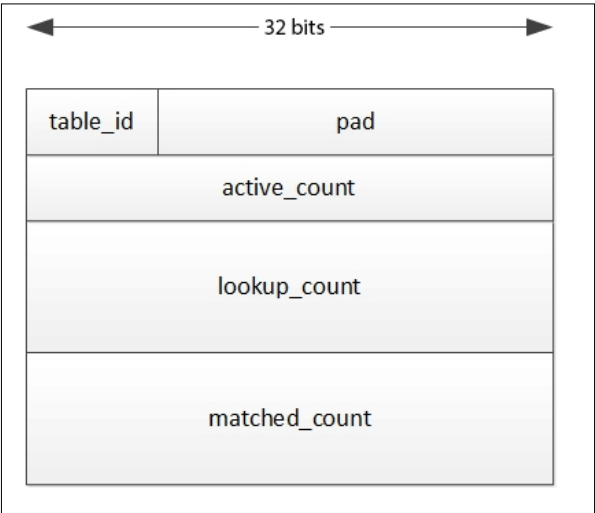 32 bits
table_id pad
active_count
lookup_count
matched_count